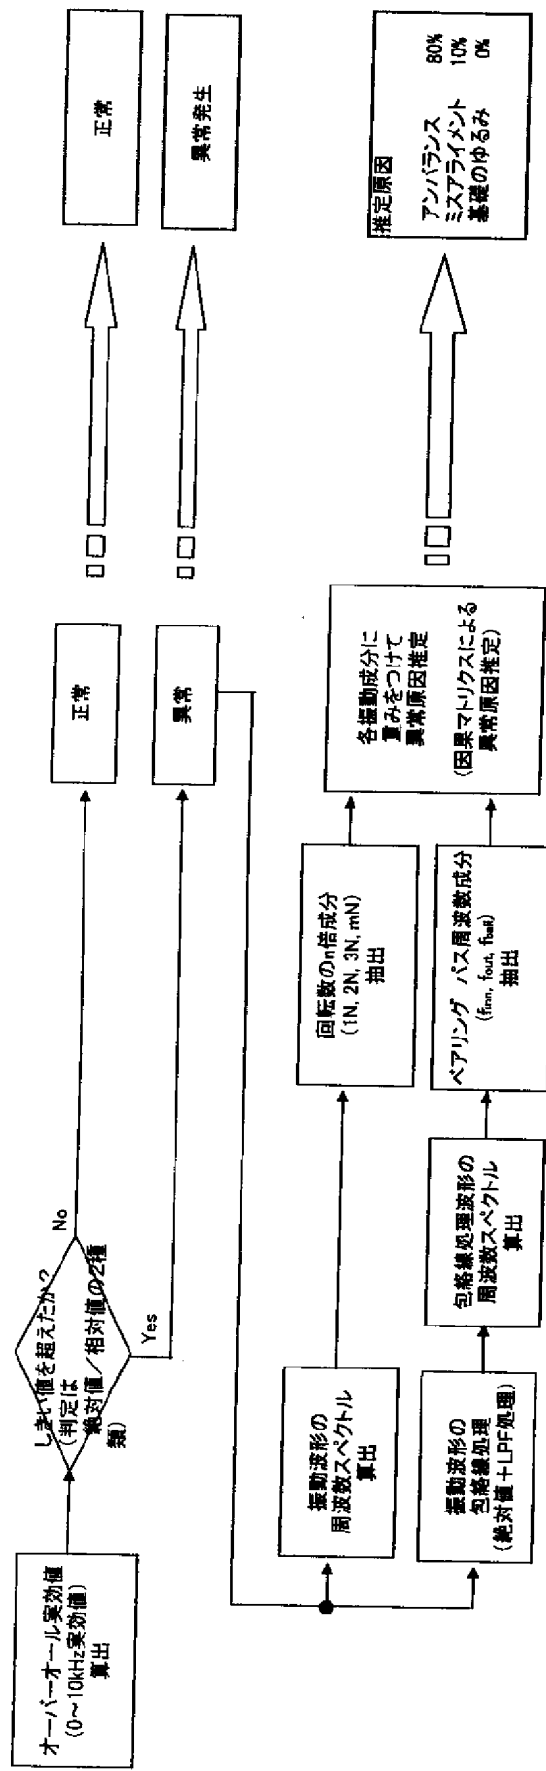 オーバーオール実効値
(0～10kHz実効値)
算出
しきい値を超えたか?
(判定は
絶対値／相対値の2種
類)
No
Yes
正常
異常
正常
異常発生
振動波形の
周波数スペクトル
算出
回転数のn倍成分
(1N, 2N, 3N, mN)
抽出
振動波形の
包絡線処理
(絶対値＋LPF処理)
包絡線処理波形の
周波数スペクトル
算出
ベアリング パス周波数成分
(finn, fout, fball)
抽出
各振動成分に
重みをつけて
異常原因推定
(因果マトリクスによる
異常原因推定)
推定原因
アンバランス 80%
ミスアライメント 10%
基礎のゆるみ 0%